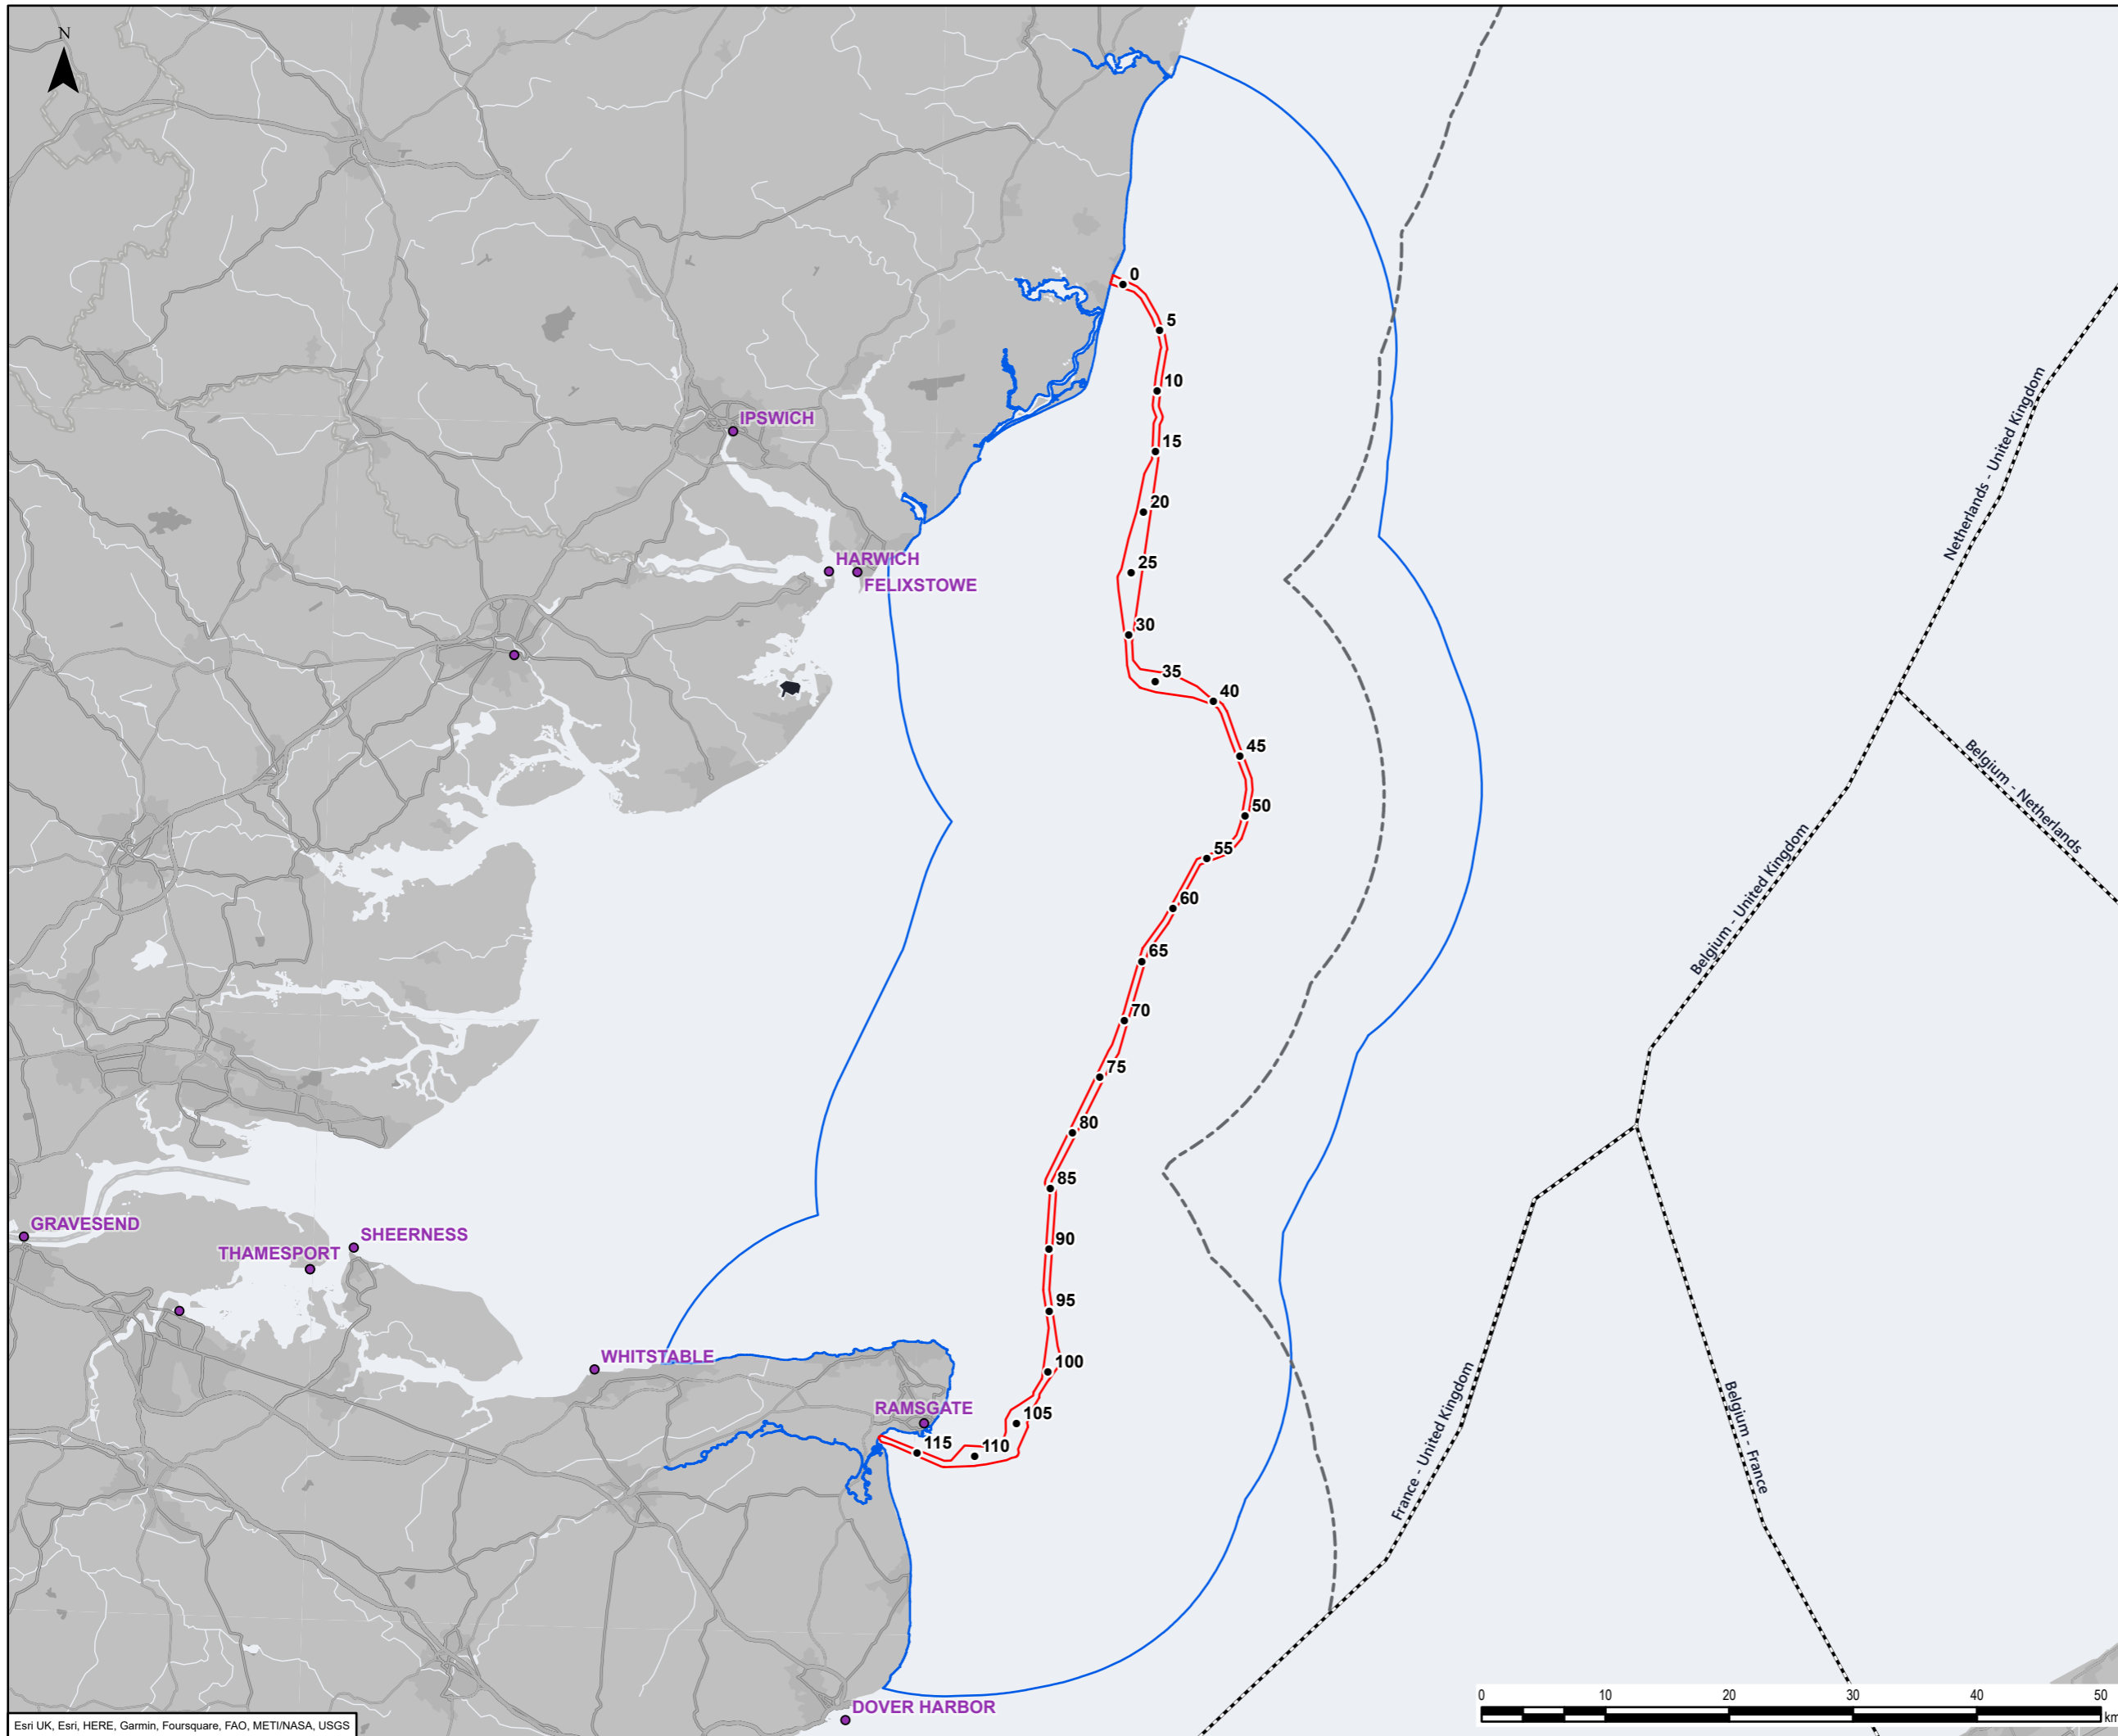 N
0
5
10
IPSWICH
15
20
HARWICH
25
FELIXSTOWE
30
35
40
45
50
55
60
65
70
75
80
85
90
95
100
105
110
115
GRAVESEND
SHEERNESS
THAMESPORT
WHITSTABLE
RAMSGATE
DOVER HARBOR
Netherlands - United Kingdom
Belgium - Netherlands
Belgium - United Kingdom
France - United Kingdom
Belgium - France
0 10 20 30 40 50
km
Esri UK, Esri, HERE, Garmin, Foursquare, FAO, METI/NASA, USGS